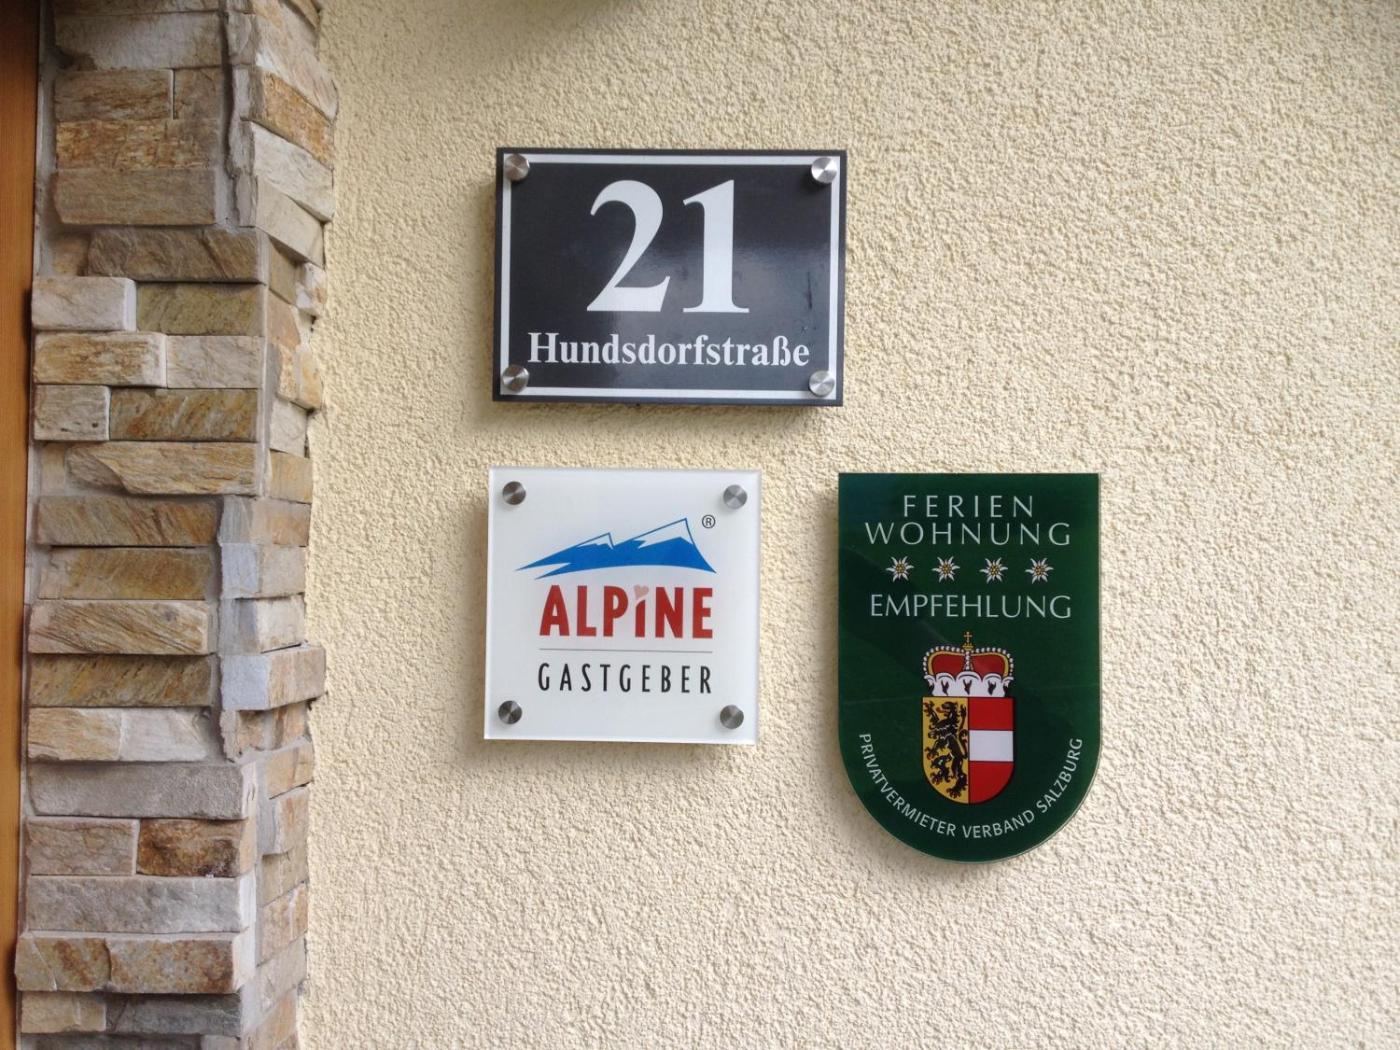 21
Hundsdorfstraße
®
ALPiNE
GASTGEBER
FERIEN
WOHNUNG
EMPFEHLUNG
PRIVATVERMIETER VERBAND SALZBURG